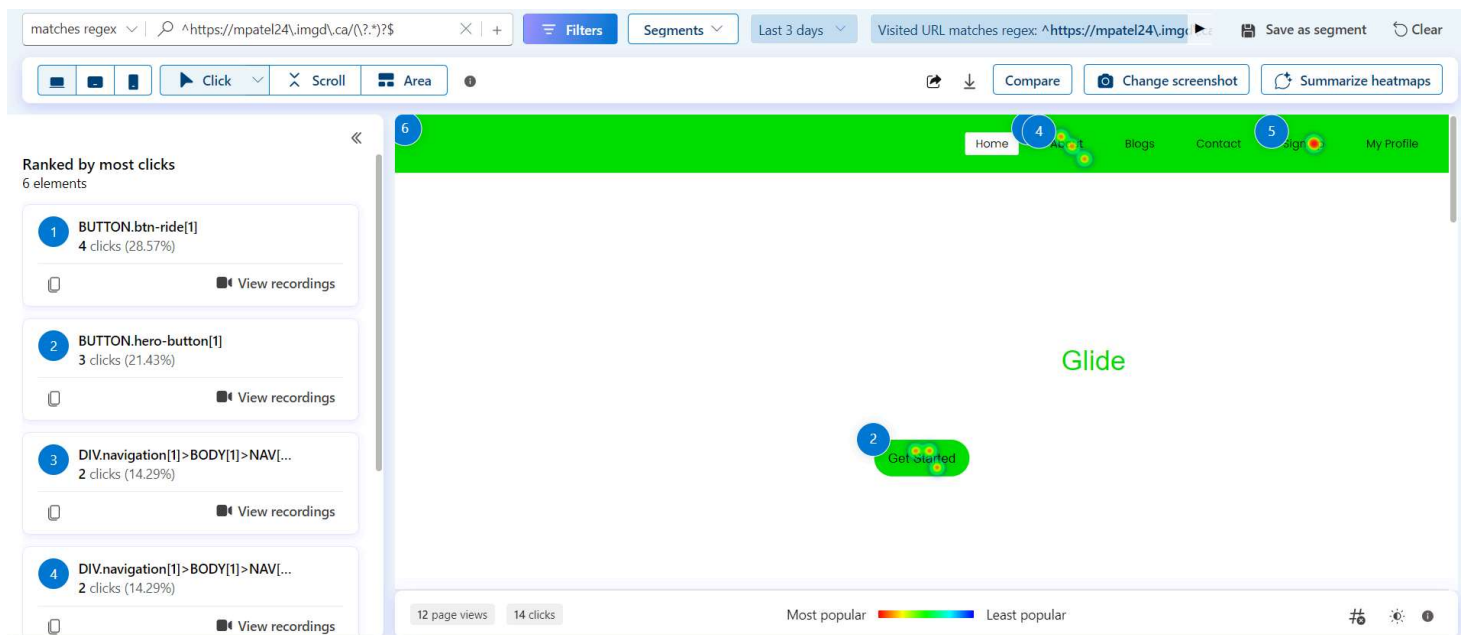 matches regex
^https://mpatel24\.imgd\.ca/(\?.*)?$
Filters
Segments
Last 3 days
Visited URL matches regex: ^https://mpatel24\.imgd
Save as segment
Clear
Click
Scroll
Area
Compare
Change screenshot
Summarize heatmaps
Ranked by most clicks
6 elements
1
BUTTON.btn-ride[1]
4 clicks (28.57%)
View recordings
2
BUTTON.hero-button[1]
3 clicks (21.43%)
View recordings
3
DIV.navigation[1]>BODY[1]>NAV[...
2 clicks (14.29%)
View recordings
4
DIV.navigation[1]>BODY[1]>NAV[...
2 clicks (14.29%)
View recordings
6
4
5
Home
About
Blogs
Contact
My Profile
Glide
2
Get Started
12 page views
14 clicks
Most popular
Least popular